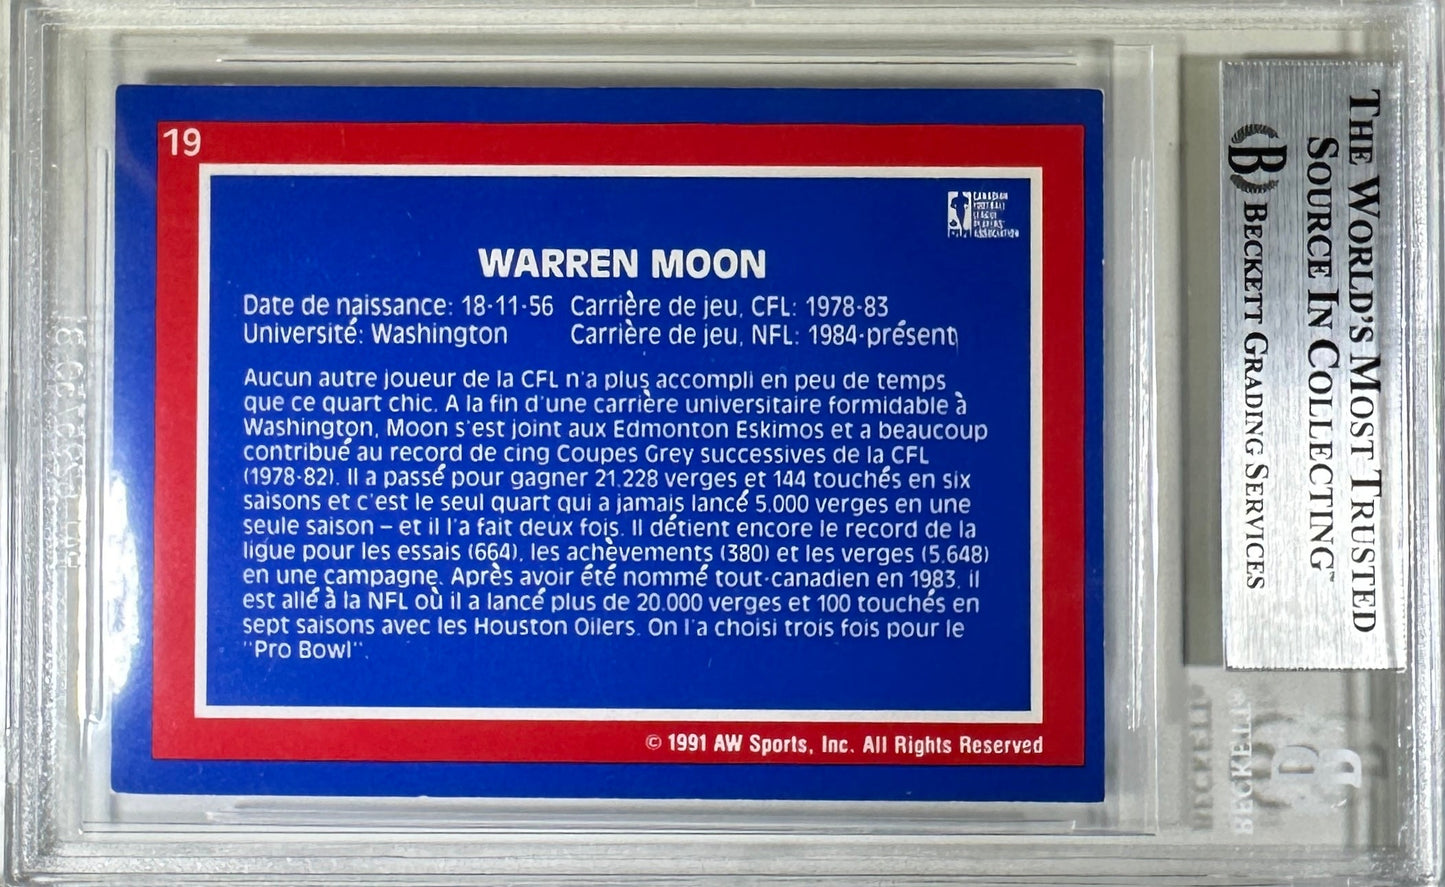 19
CANADIAN
FOOTBALL
LEAGUE
PLAYERS
ASSOCIATION
WARREN MOON
Date de naissance: 18-11-56 Carrière de jeu, CFL: 1978-83
Université: Washington Carrière de jeu, NFL: 1984-présent
Aucun autre joueur de la CFL n'a plus accompli en peu de temps
que ce quart chic. A la fin d'une carrière universitaire formidable à
Washington, Moon s'est joint aux Edmonton Eskimos et a beaucoup
contribué au record de cinq Coupes Grey successives de la CFL
(1978-82). Il a passé pour gagner 21.228 verges et 144 touchés en six
saisons et c'est le seul quart qui a jamais lancé 5.000 verges en une
seule saison – et il l'a fait deux fois. Il détient encore le record de la
ligue pour les essais (664), les achèvements (380) et les verges (5,648)
en une campagne. Après avoir été nommé tout-canadien en 1983, il
est allé à la NFL où il a lancé plus de 20.000 verges et 100 touchés en
sept saisons avec les Houston Oilers. On l'a choisi trois fois pour le
"Pro Bowl".
© 1991 AW Sports, Inc. All Rights Reserved
THE WORLD'S MOST TRUSTED
SOURCE IN COLLECTING™
B BECKETT GRADING SERVICES
BECKETT
BECKETT